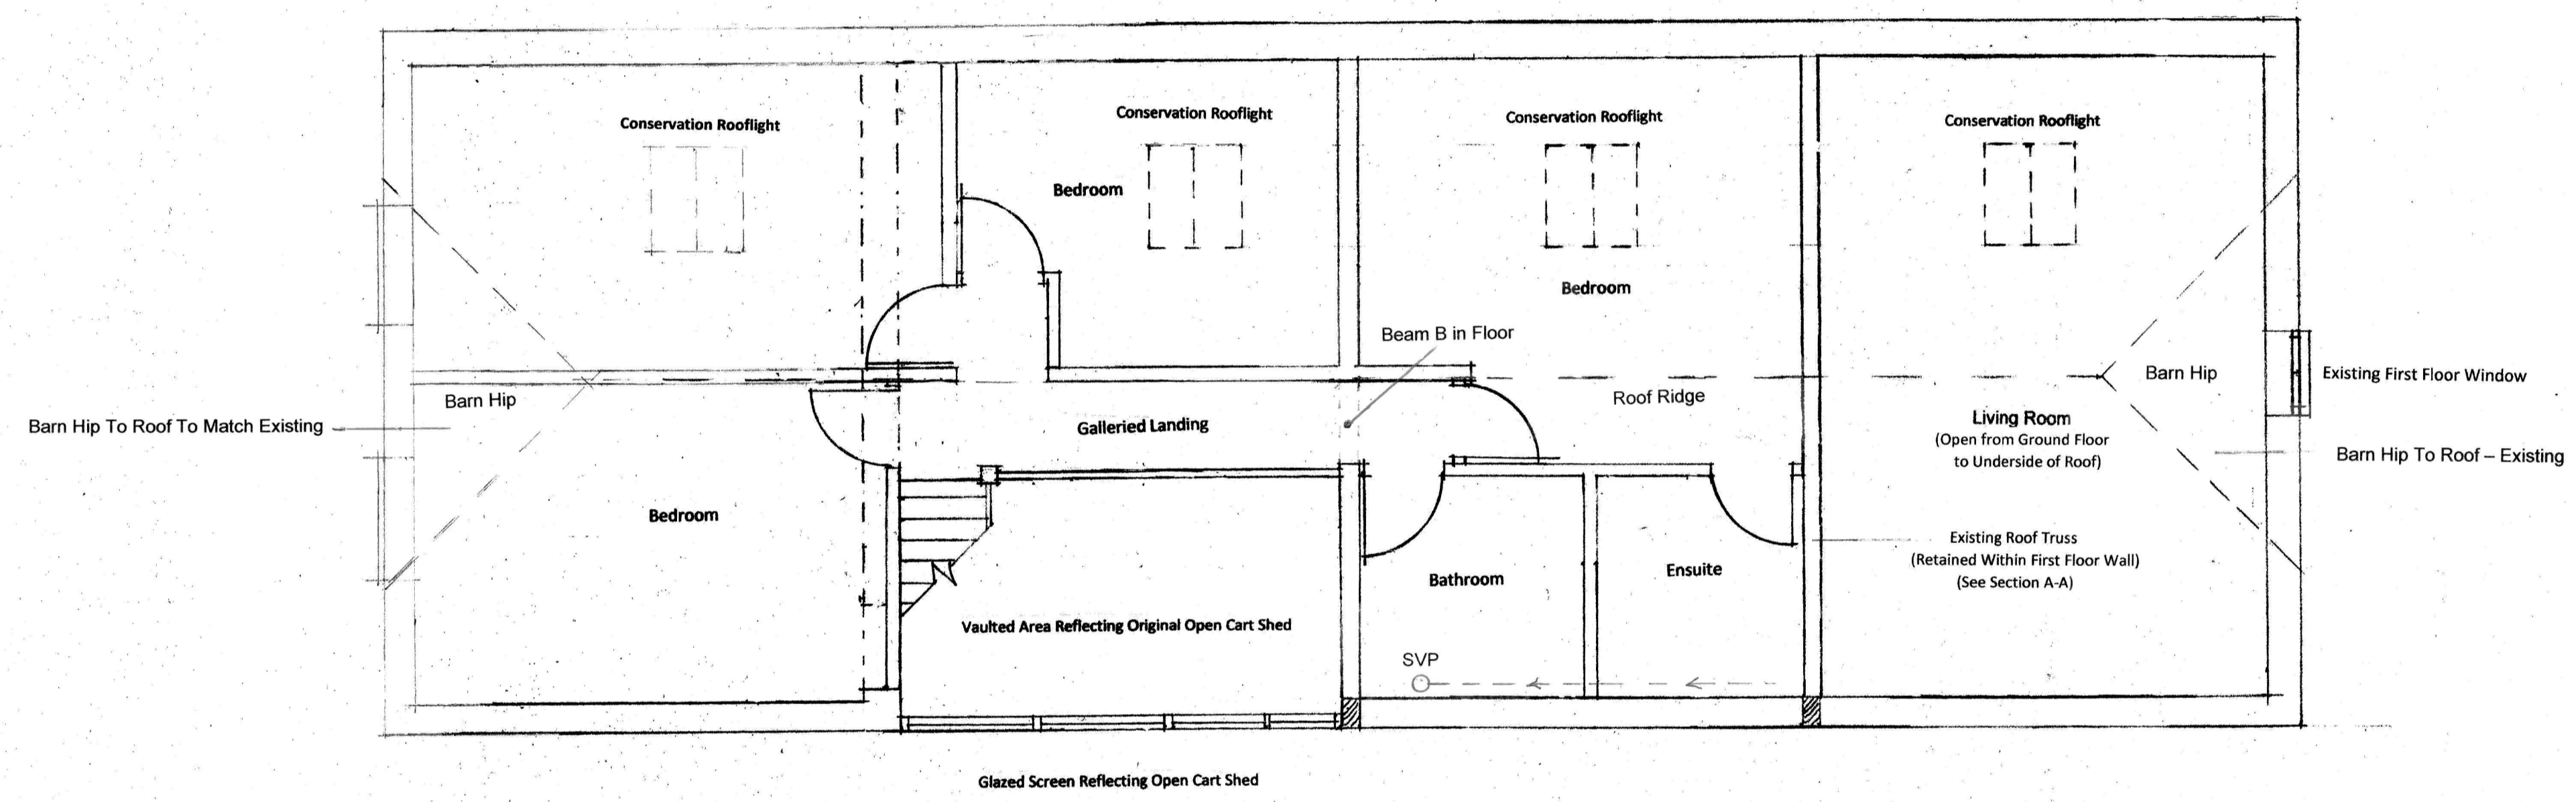 Conservation Rooflight
Conservation Rooflight
Conservation Rooflight
Conservation Rooflight
Bedroom
Bedroom
Beam B in Floor
Barn Hip
Existing First Floor Window
Barn Hip
Roof Ridge
Barn Hip To Roof To Match Existing
Galleried Landing
Living Room
(Open from Ground Floor
to Underside of Roof)
Barn Hip To Roof – Existing
Bedroom
Existing Roof Truss
(Retained Within First Floor Wall)
(See Section A-A)
Bathroom
Ensuite
Vaulted Area Reflecting Original Open Cart Shed
SVP
Glazed Screen Reflecting Open Cart Shed